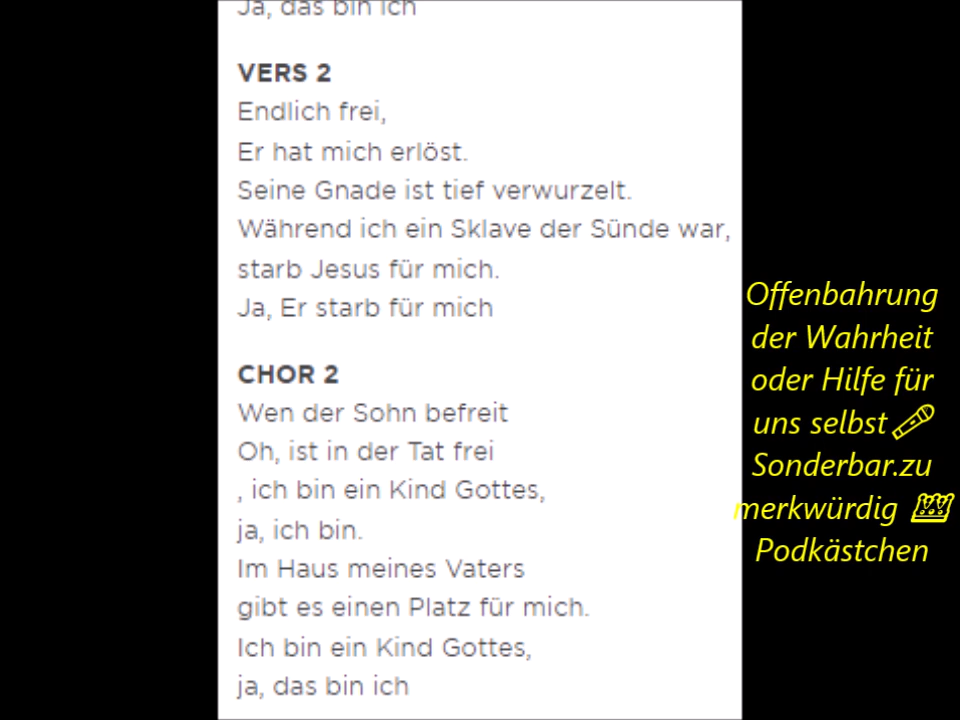 Ja, das bin ich
VERS 2
Endlich frei,
Er hat mich erlöst.
Seine Gnade ist tief verwurzelt.
Während ich ein Sklave der Sünde war,
starb Jesus für mich.
Ja, Er starb für mich
CHOR 2
Wen der Sohn befreit
Oh, ist in der Tat frei
, ich bin ein Kind Gottes,
ja, ich bin.
Im Haus meines Vaters
gibt es einen Platz für mich.
Ich bin ein Kind Gottes,
ja, das bin ich
Offenbahrung
der Wahrheit
oder Hilfe für
uns selbst🎤
Sonderbar.zu
merkwürdig 👑
Podkästchen